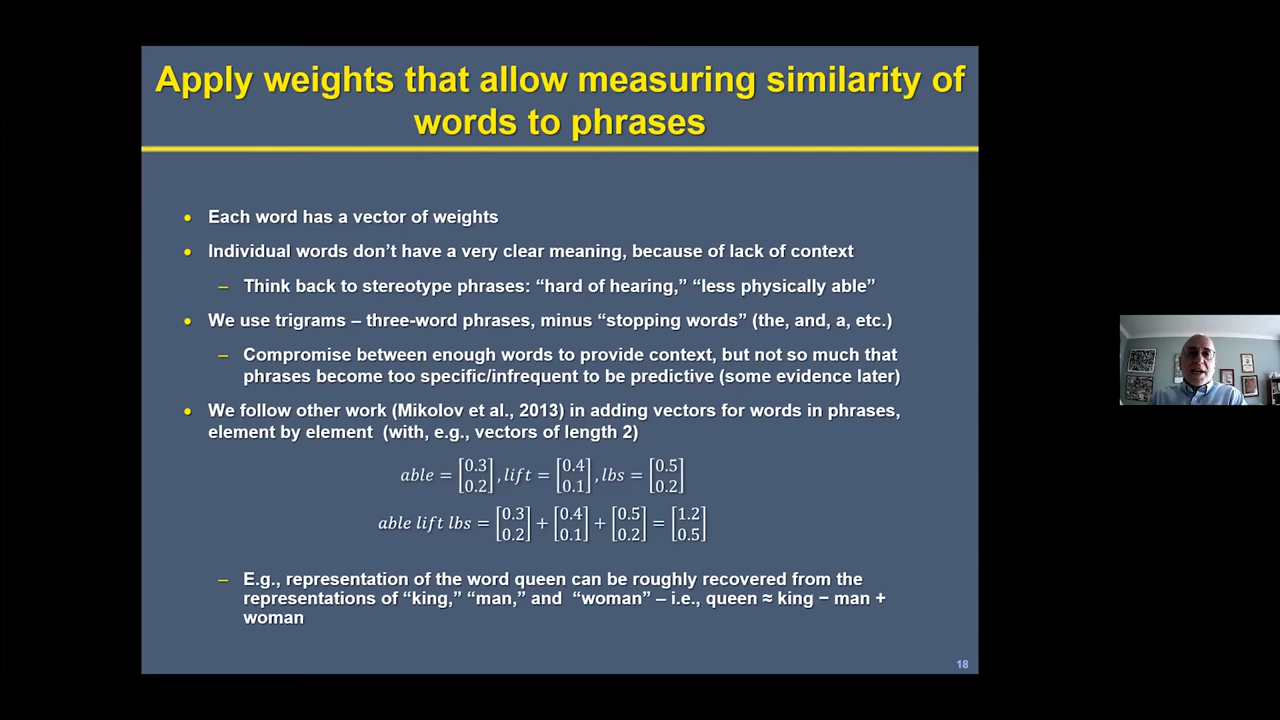 Apply weights that allow measuring similarity of
words to phrases
• Each word has a vector of weights
• Individual words don’t have a very clear meaning, because of lack of context
– Think back to stereotype phrases: “hard of hearing,” “less physically able”
• We use trigrams – three-word phrases, minus “stopping words” (the, and, a, etc.)
– Compromise between enough words to provide context, but not so much that
phrases become too specific/infrequent to be predictive (some evidence later)
• We follow other work (Mikolov et al., 2013) in adding vectors for words in phrases,
element by element (with, e.g., vectors of length 2)
able = [0.3 0.2], lift = [0.4 0.1], lbs = [0.5 0.2]
able lift lbs = [0.3 0.2] + [0.4 0.1] + [0.5 0.2] = [1.2 0.5]
– E.g., representation of the word queen can be roughly recovered from the
representations of “king,” “man,” and “woman” – i.e., queen ≈ king − man +
woman
18